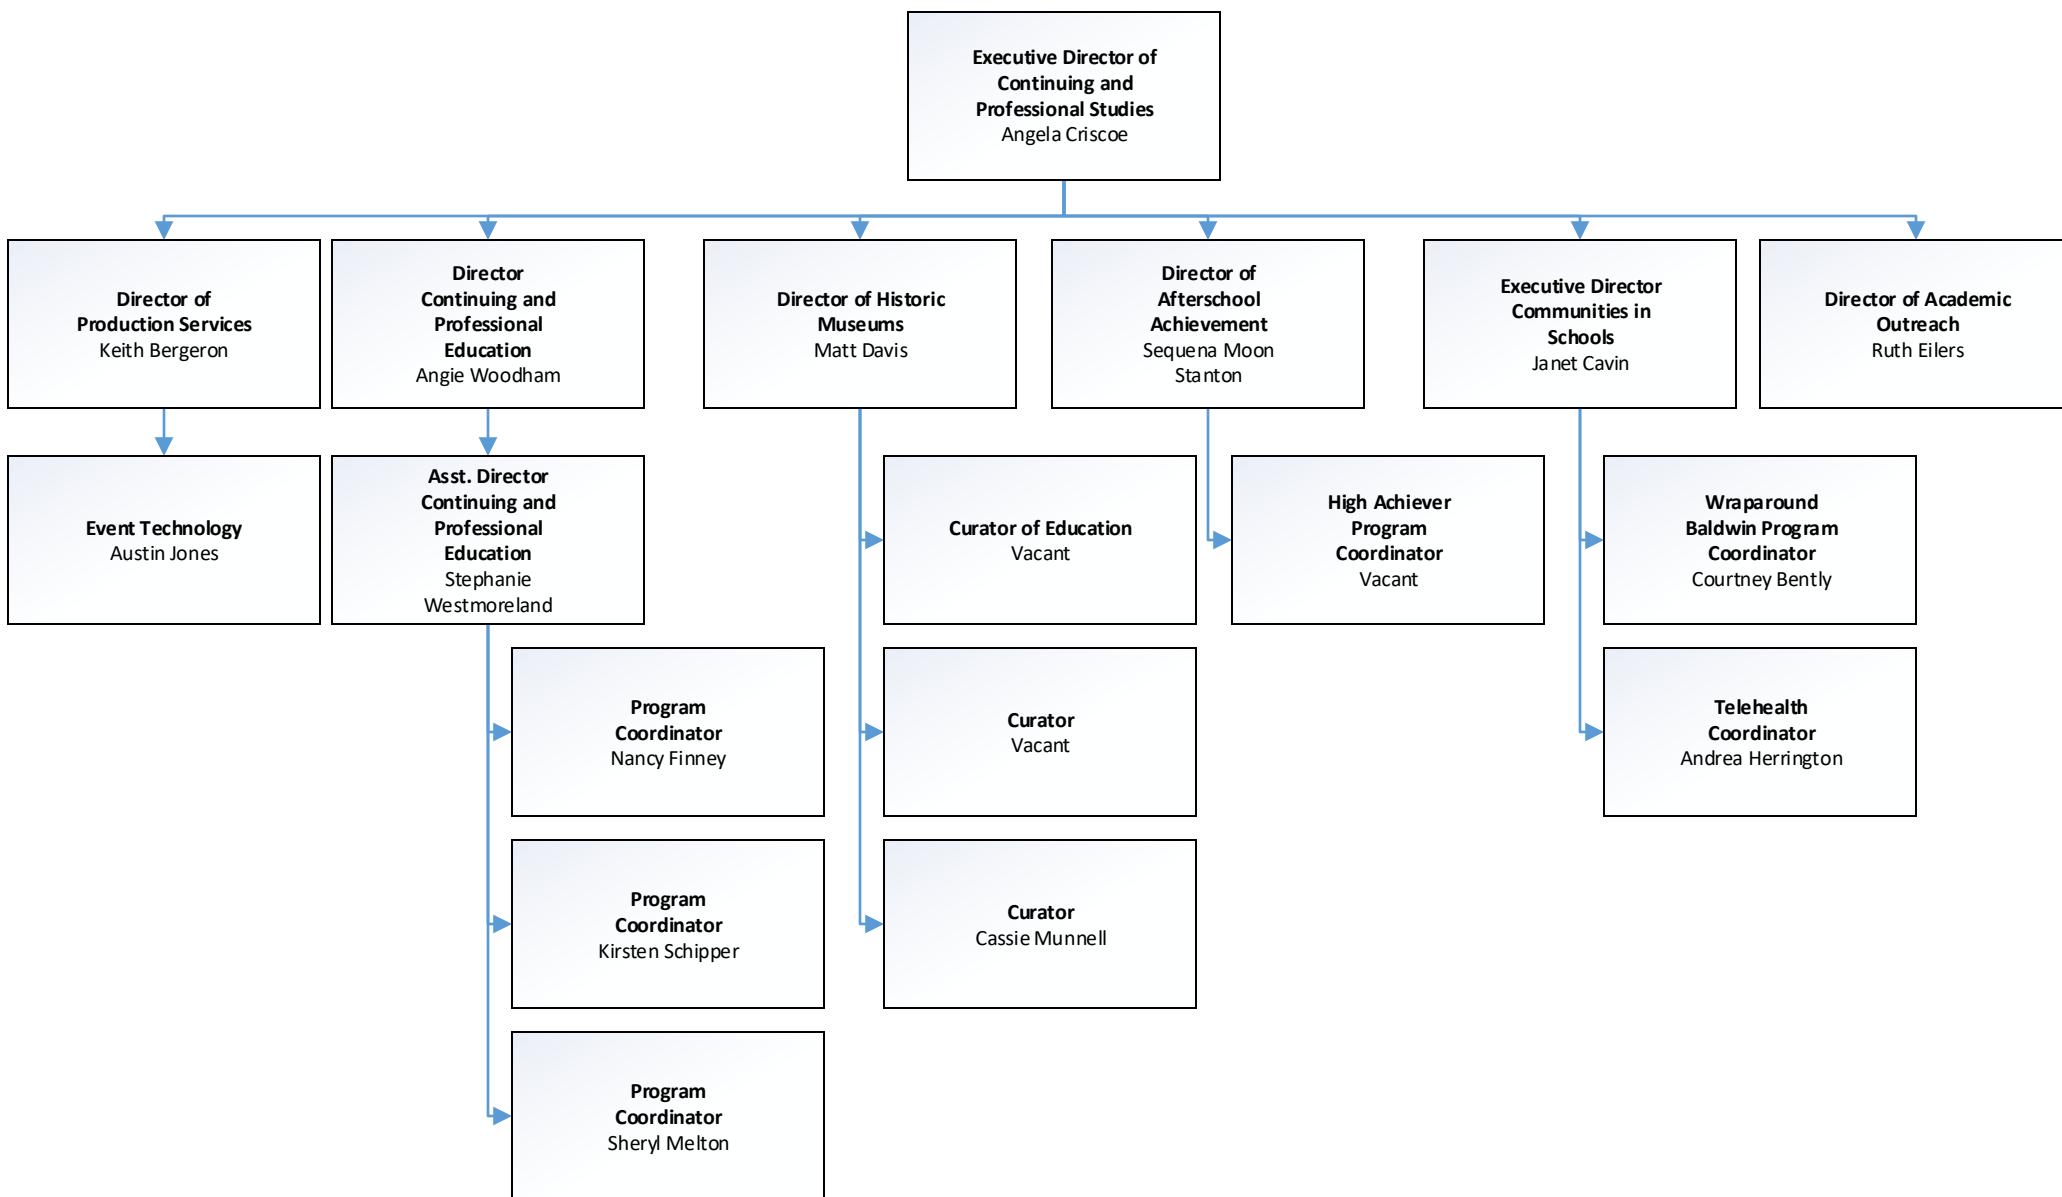 Executive Director of
Continuing and
Professional Studies
Angela Criscoe
Director of
Production Services
Keith Bergeron
Director
Continuing and
Professional
Education
Angie Woodham
Director of Historic
Museums
Matt Davis
Director of
Afterschool
Achievement
Sequena Moon
Stanton
Executive Director
Communities in
Schools
Janet Cavin
Director of Academic
Outreach
Ruth Eilers
Event Technology
Austin Jones
Asst. Director
Continuing and
Professional
Education
Stephanie
Westmoreland
Curator of Education
Vacant
High Achiever
Program
Coordinator
Vacant
Wraparound
Baldwin Program
Coordinator
Courtney Bently
Program
Coordinator
Nancy Finney
Curator
Vacant
Telehealth
Coordinator
Andrea Herrington
Program
Coordinator
Kirsten Schipper
Curator
Cassie Munnell
Program
Coordinator
Sheryl Melton